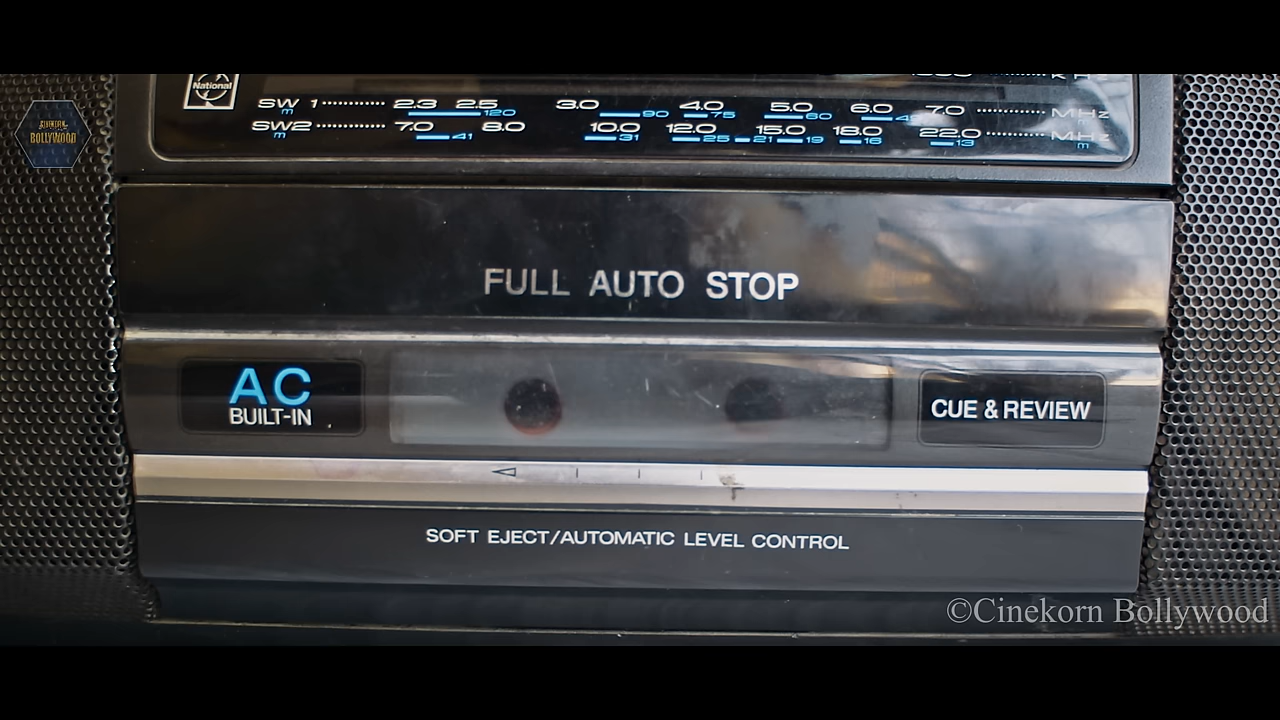 National
SW 1 2.3 2.5 3.0 4.0 5.0 6.0 7.0 MHz
m 120 90 75 60
SW2 7.0 8.0 10.0 12.0 15.0 18.0 22.0 MHz
m 41 31 25 21 19 16 13 m
BOLLYWOOD
FULL AUTO STOP
AC
BUILT-IN
CUE & REVIEW
SOFT EJECT/AUTOMATIC LEVEL CONTROL
©Cinekorn Bollywood